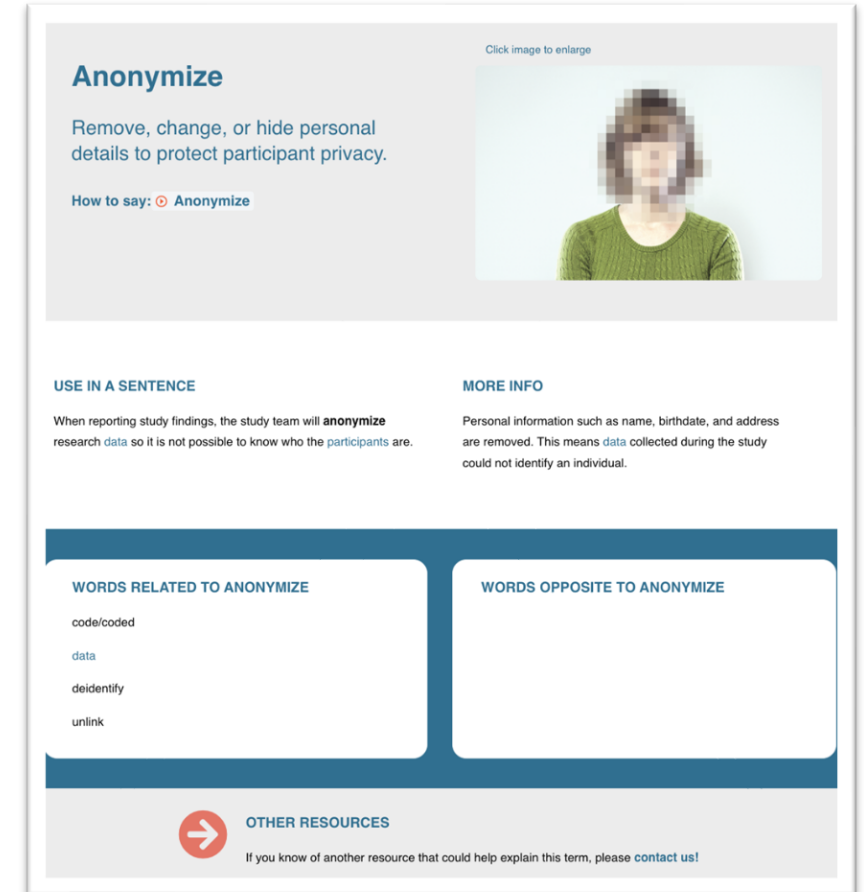 Anonymize
Remove, change, or hide personal
details to protect participant privacy.
How to say: Anonymize
Click image to enlarge
USE IN A SENTENCE
When reporting study findings, the study team will anonymize
research data so it is not possible to know who the participants are.
MORE INFO
Personal information such as name, birthdate, and address
are removed. This means data collected during the study
could not identify an individual.
WORDS RELATED TO ANONYMIZE
code/coded
data
deidentify
unlink
WORDS OPPOSITE TO ANONYMIZE
OTHER RESOURCES
If you know of another resource that could help explain this term, please contact us!